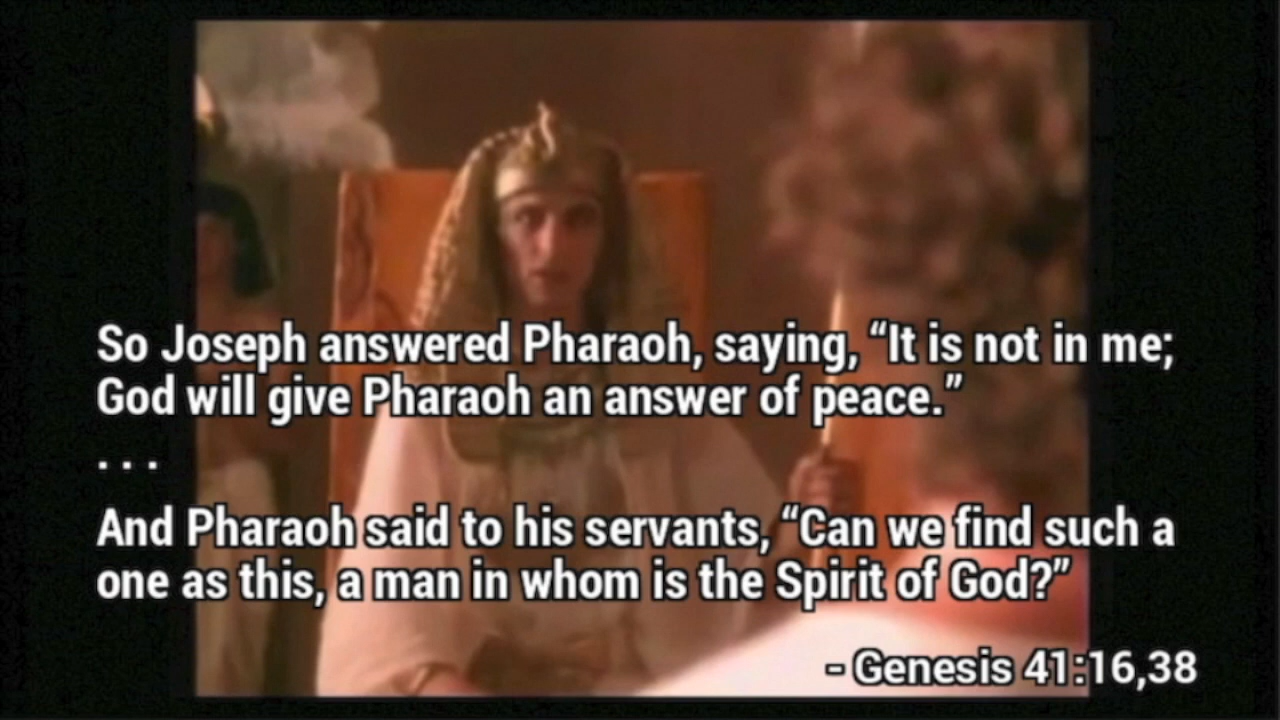 So Joseph answered Pharaoh, saying, “It is not in me;
God will give Pharaoh an answer of peace.”
. . .
And Pharaoh said to his servants, “Can we find such a
one as this, a man in whom is the Spirit of God?”
- Genesis 41:16,38